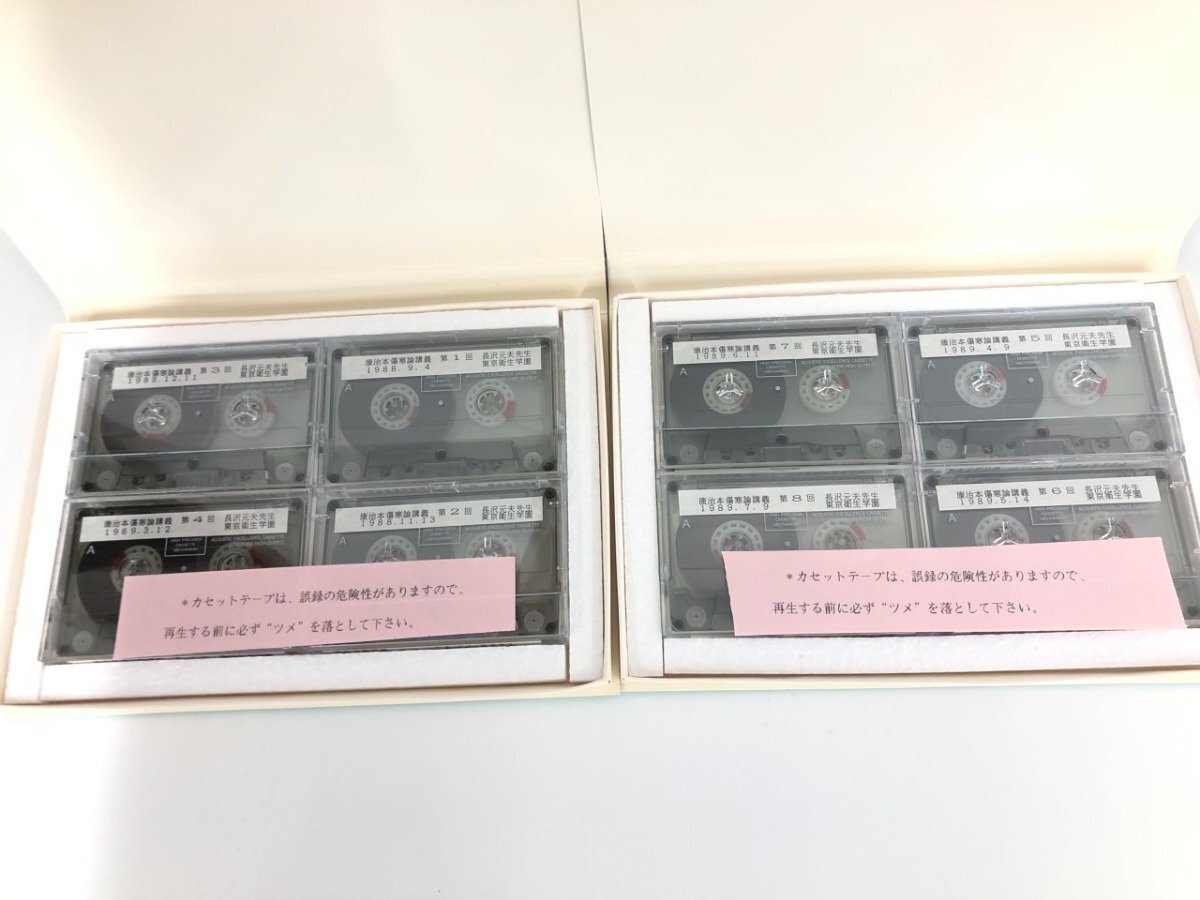 康治本傷寒論講義 第3回 長沢元夫先生
1988.12.11 東京衛生学園
A
康治本傷寒論講義 第1回 長沢元夫先生
1988.9.4 東京衛生学園
A
康治本傷寒論講義 第4回 長沢元夫先生
1989.3.12 東京衛生学園
A
HIGH PRECISION
CASSETTE
MECHANISM
ACOUSTIC EXCELLENCE CASSETTE
康治本傷寒論講義 第2回 長沢元夫先生
1988.11.13 東京衛生学園
A
*カセットテープは、誤録の危険性がありますので、
再生する前に必ず“ツメ”を落として下さい。
康治本傷寒論講義 第7回 長沢元夫先生
1989.6.11 東京衛生学園
A
康治本傷寒論講義 第5回 長沢元夫先生
1989.4.9 東京衛生学園
A
康治本傷寒論講義 第8回 長沢元夫先生
1989.7.9 東京衛生学園
A
康治本傷寒論講義 第6回 長沢元夫先生
1989.5.14 東京衛生学園
A
*カセットテープは、誤録の危険性がありますので、
再生する前に必ず“ツメ”を落として下さい。